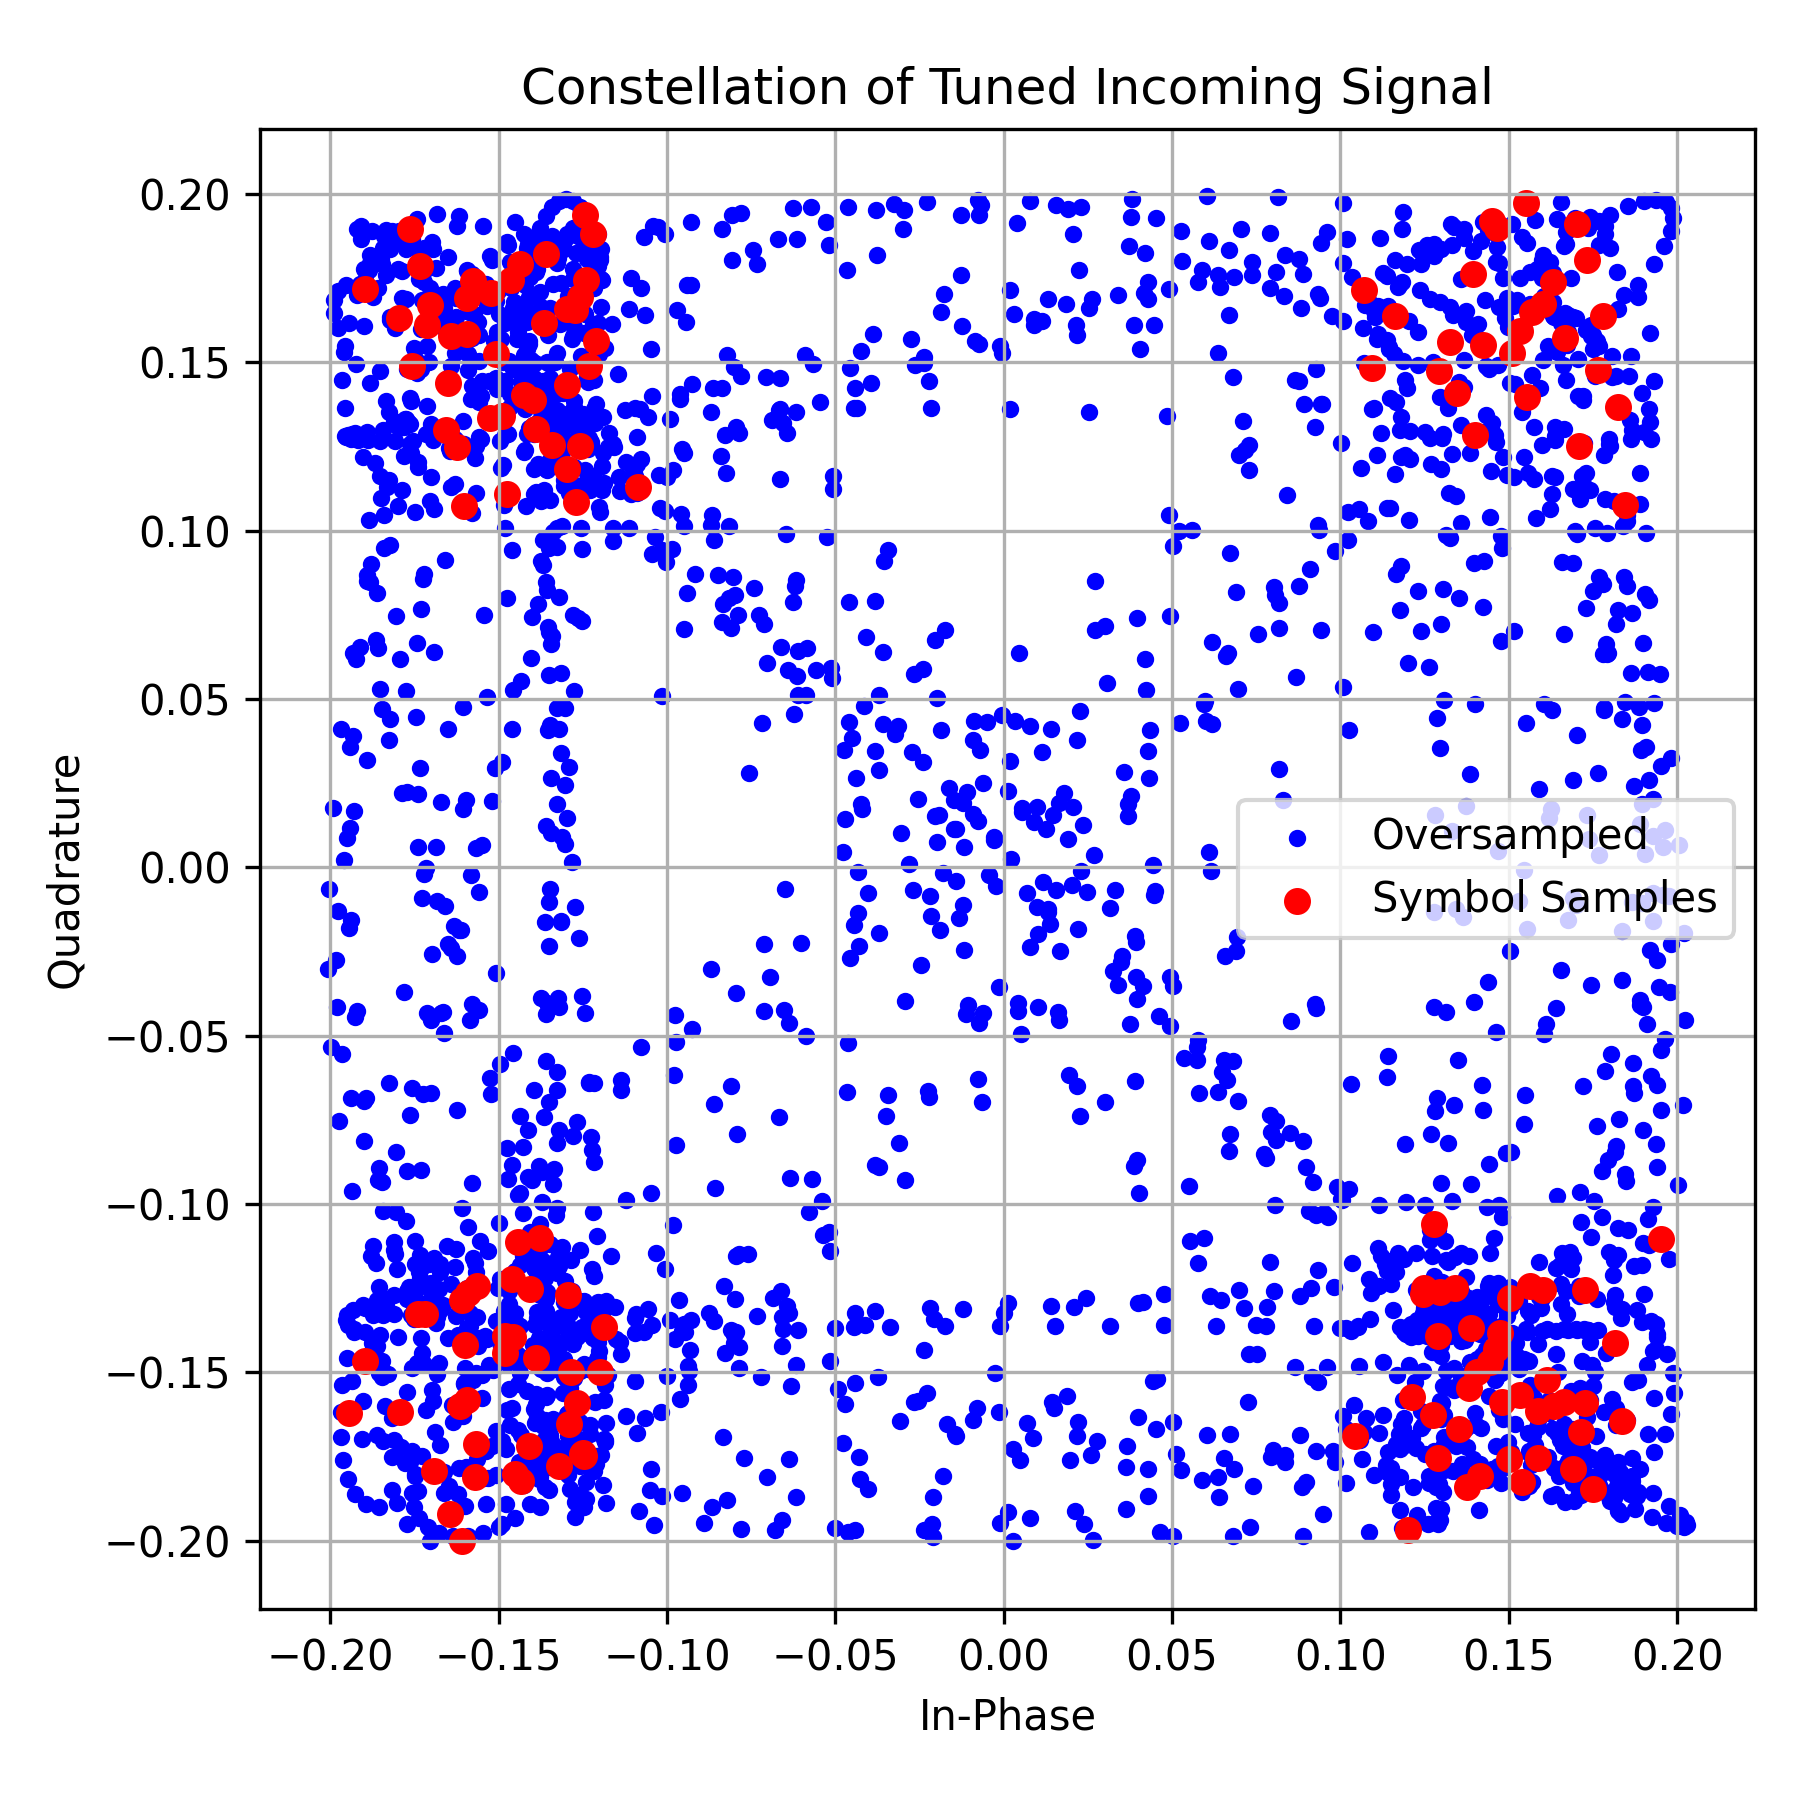 Constellation of Tuned Incoming Signal
Quadrature
0.20
0.15
0.10
0.05
0.00
−0.05
−0.10
−0.15
−0.20
Oversampled
Symbol Samples
−0.20 −0.15 −0.10 −0.05 0.00 0.05 0.10 0.15 0.20
In-Phase